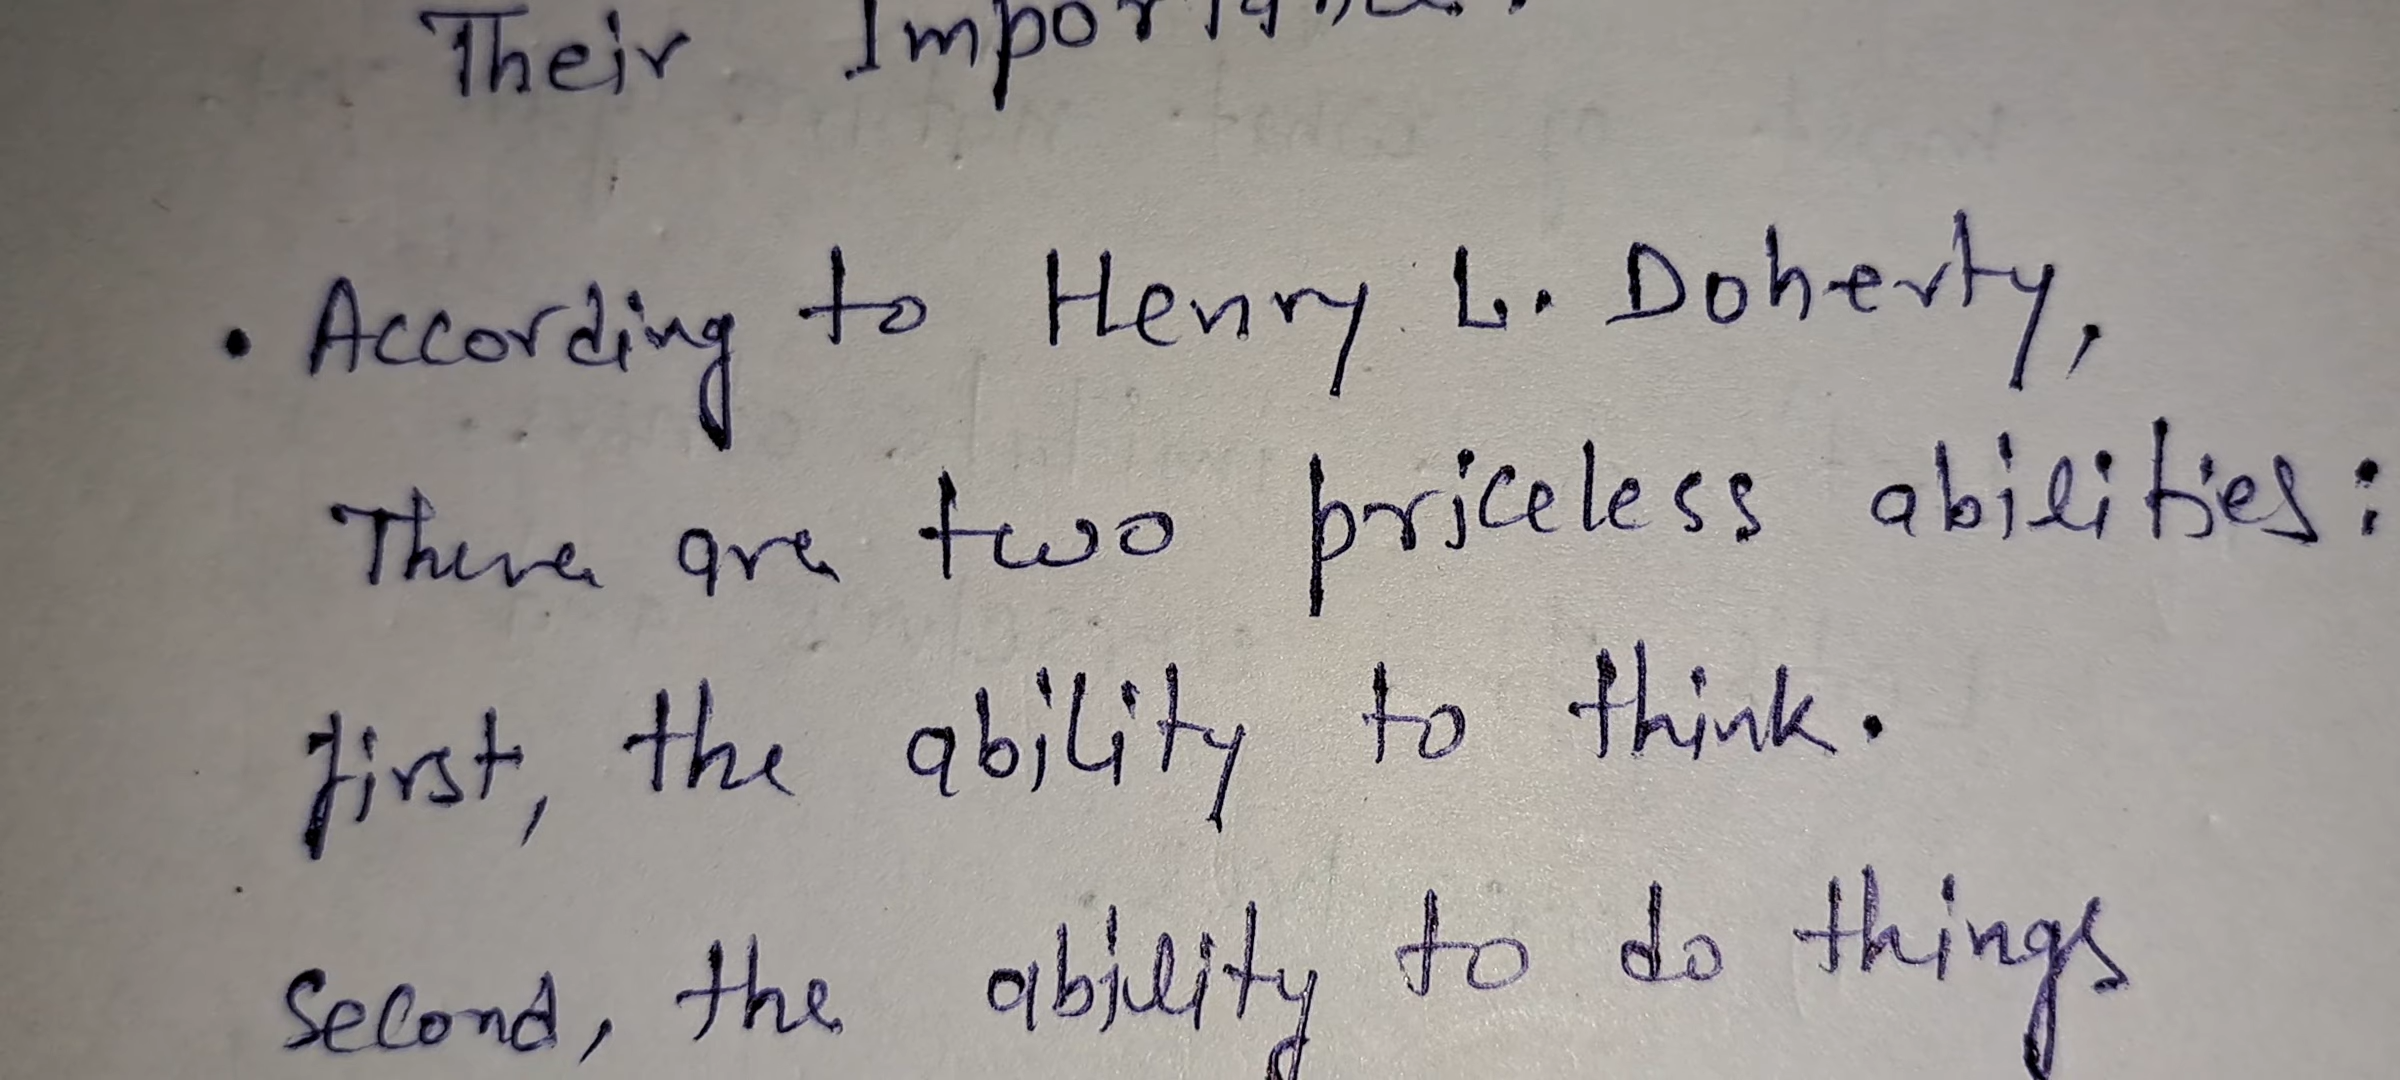 Their Importance.
. According to Henry L. Doherty,
There are two priceless abilities:
first, the ability to think.
Second, the ability to do things